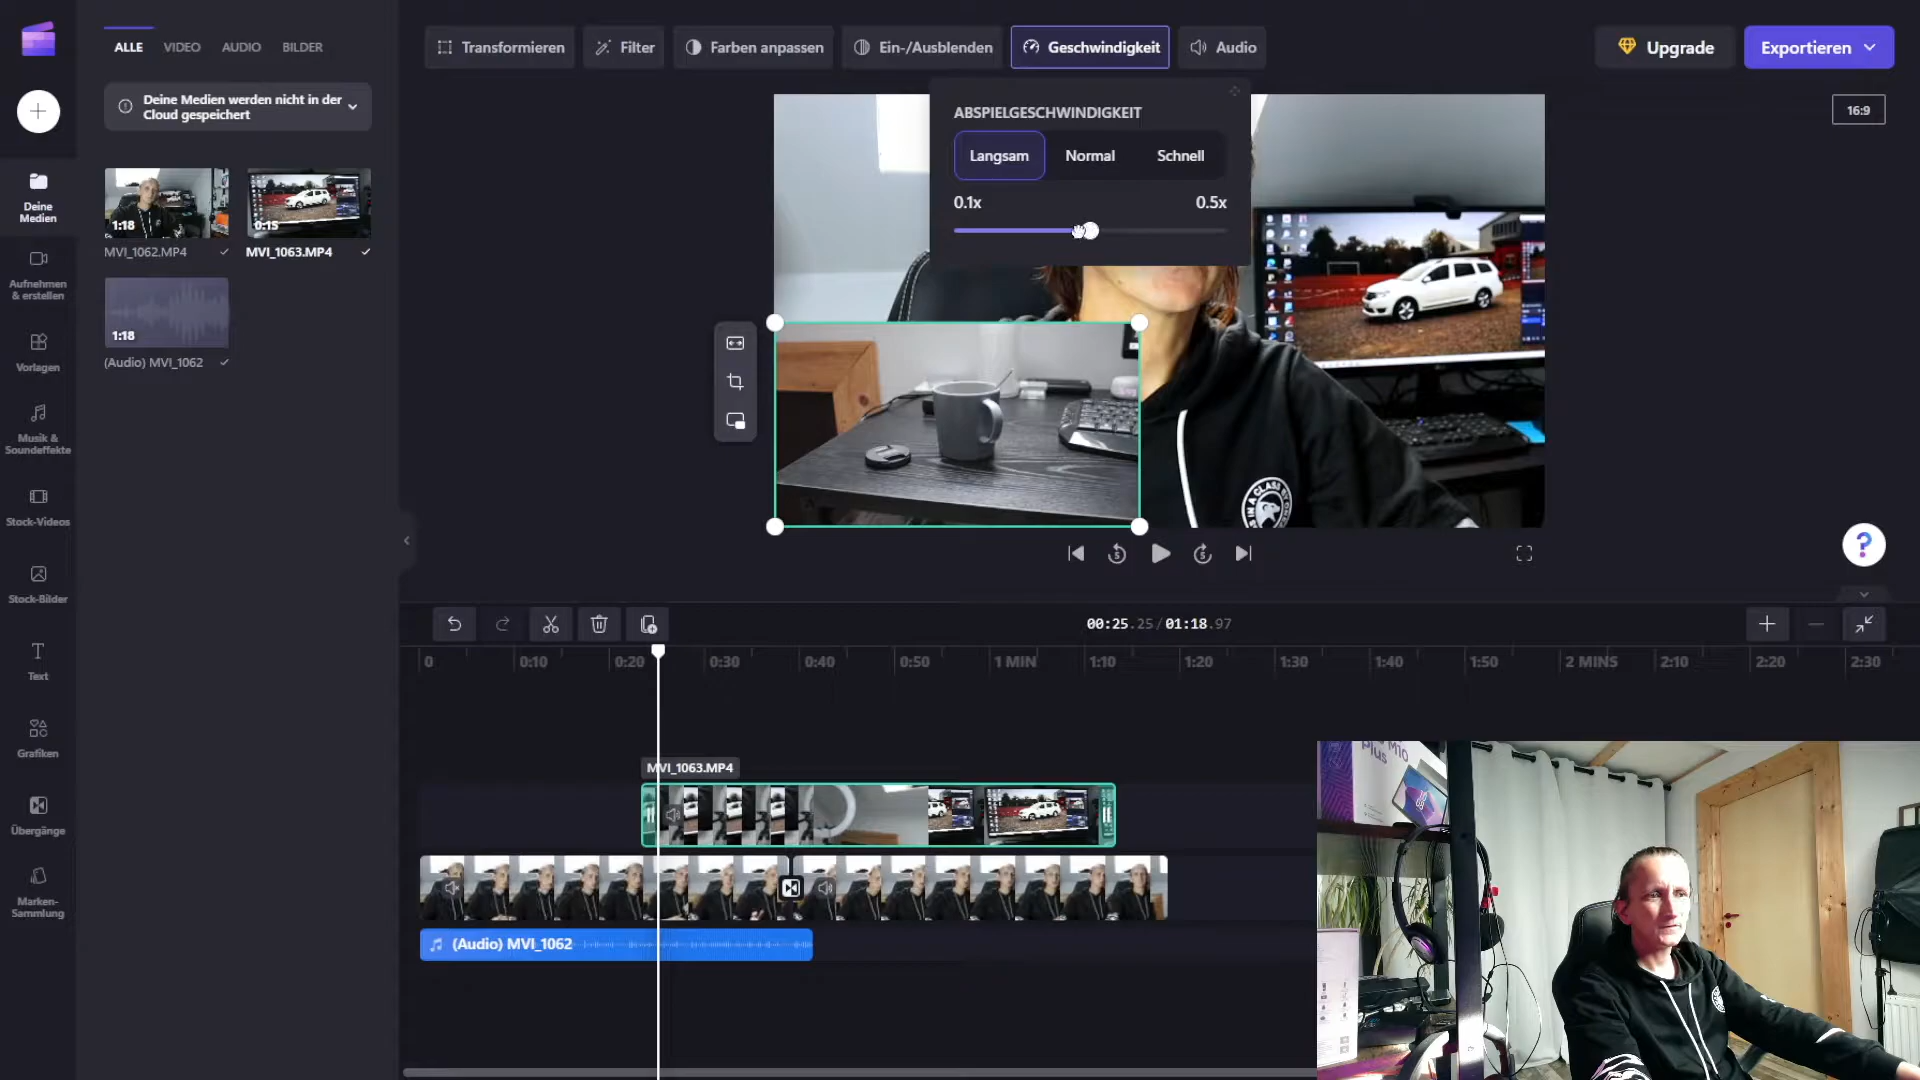 ALLE VIDEO AUDIO BILDER
Transformieren Filter Farben anpassen Ein-/Ausblenden Geschwindigkeit Audio
Upgrade Exportieren
Deine Medien werden nicht in der
Cloud gespeichert
16:9
ABSPIELGESCHWINDIGKEIT
Langsam Normal Schnell
0.1x 0.5x
1:18 0:15
MVI_1062.MP4 MVI_1063.MP4
1:18
(Audio) MVI_1062
Deine
Medien
Aufnehmen
& erstellen
Vorlagen
Musik &
Soundeffekte
Stock-Videos
Stock-Bilder
Text
Grafiken
Übergänge
Marken-
Sammlung
5 5
?
00:25.25/01:18.97
0 0:10 0:20 0:30 0:40 0:50 1 MIN 1:10 1:20 1:30 1:40 1:50 2 MINS 2:10 2:20 2:30
MVI_1063.MP4
(Audio) MVI_1062
M10
Plus